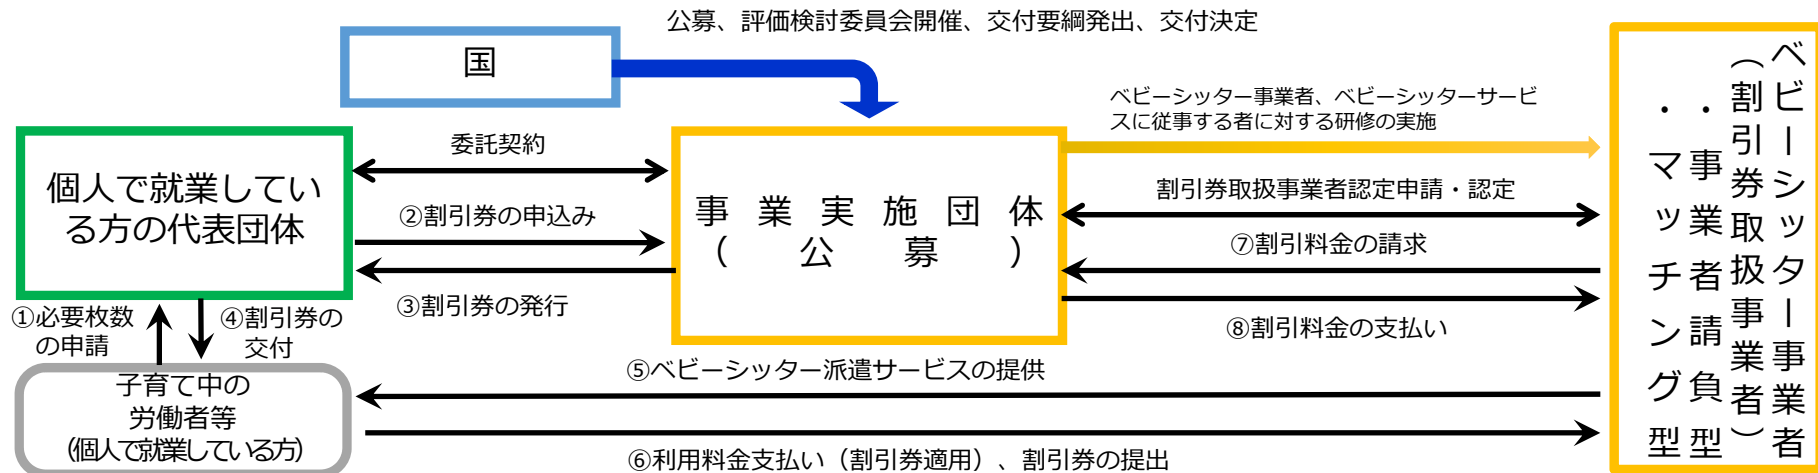 公募、評価検討委員会開催、交付要綱発出、交付決定
国
ベビーシッター事業者、ベビーシッターサービ
スに従事する者に対する研修の実施
委託契約
個人で就業してい
る方の代表団体
事業実施団体
(公募)
割引券取扱事業者認定申請・認定
②割引券の申込み
⑦割引料金の請求
③割引券の発行
⑧割引料金の支払い
①必要枚数
の申請
④割引券の
交付
子育て中の
労働者等
(個人で就業している方)
⑤ベビーシッター派遣サービスの提供
⑥利用料金支払い(割引券適用)、割引券の提出
ベビーシッター事業者
(割引券取扱事業者)
・事業者請負型
・マッチング型